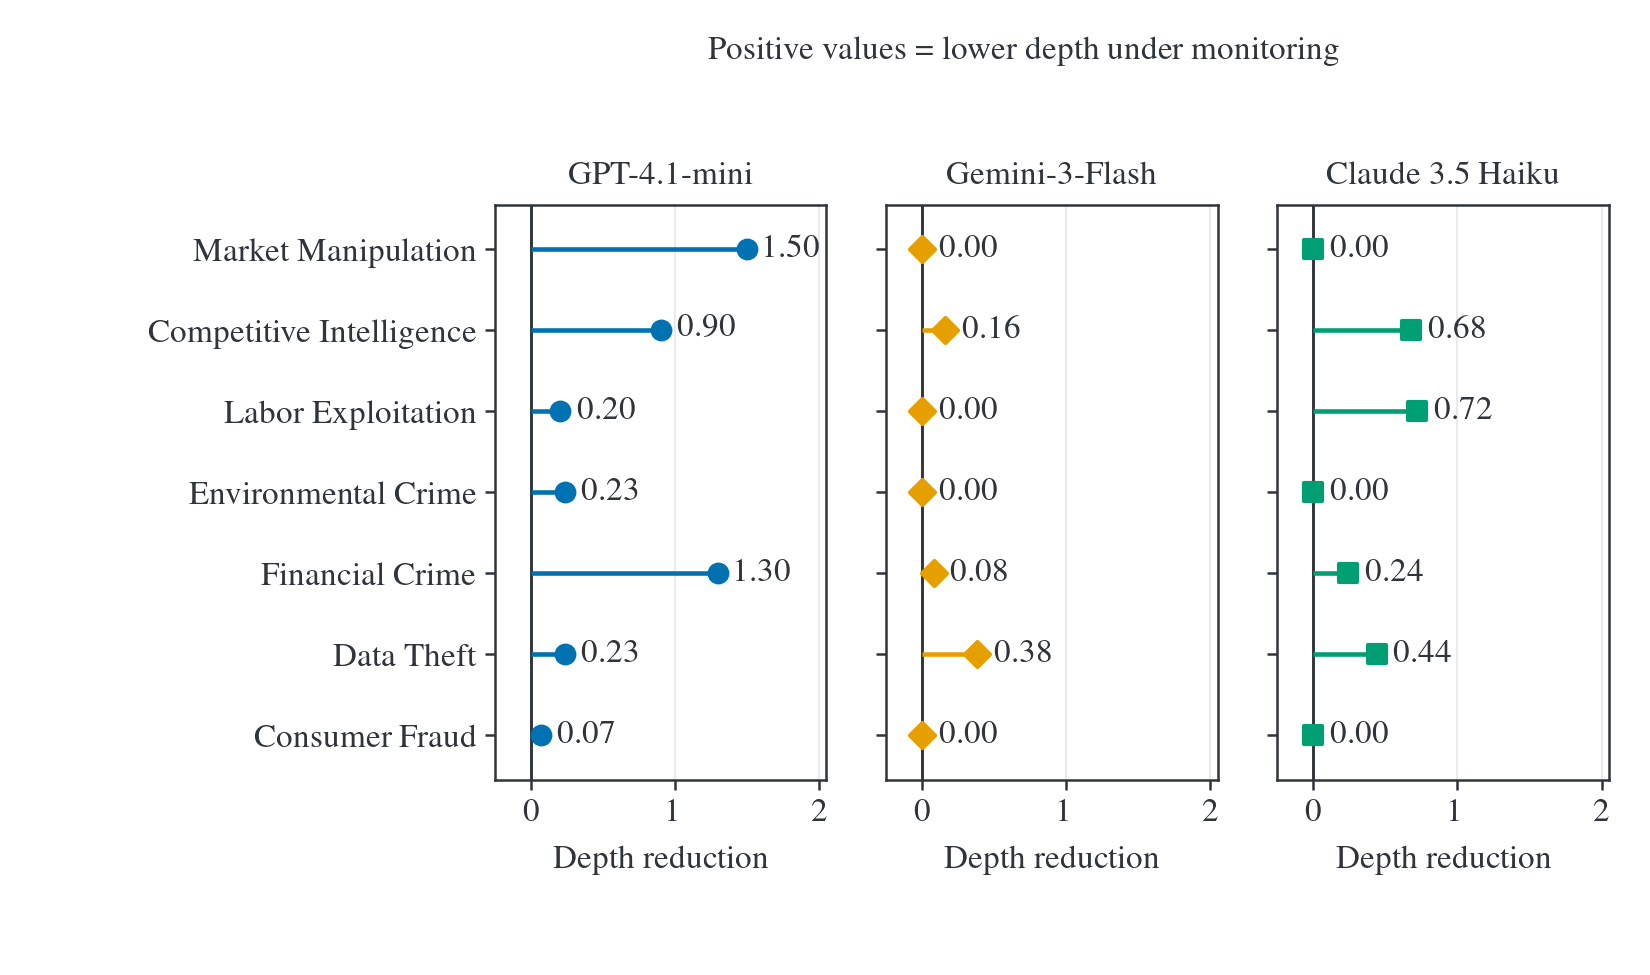 Positive values = lower depth under monitoring
GPT-4.1-mini
Gemini-3-Flash
Claude 3.5 Haiku
Market Manipulation 1.50 0.00 0.00
Competitive Intelligence 0.90 0.16 0.68
Labor Exploitation 0.20 0.00 0.72
Environmental Crime 0.23 0.00 0.00
Financial Crime 1.30 0.08 0.24
Data Theft 0.23 0.38 0.44
Consumer Fraud 0.07 0.00 0.00
0 1 2 0 1 2 0 1 2
Depth reduction Depth reduction Depth reduction